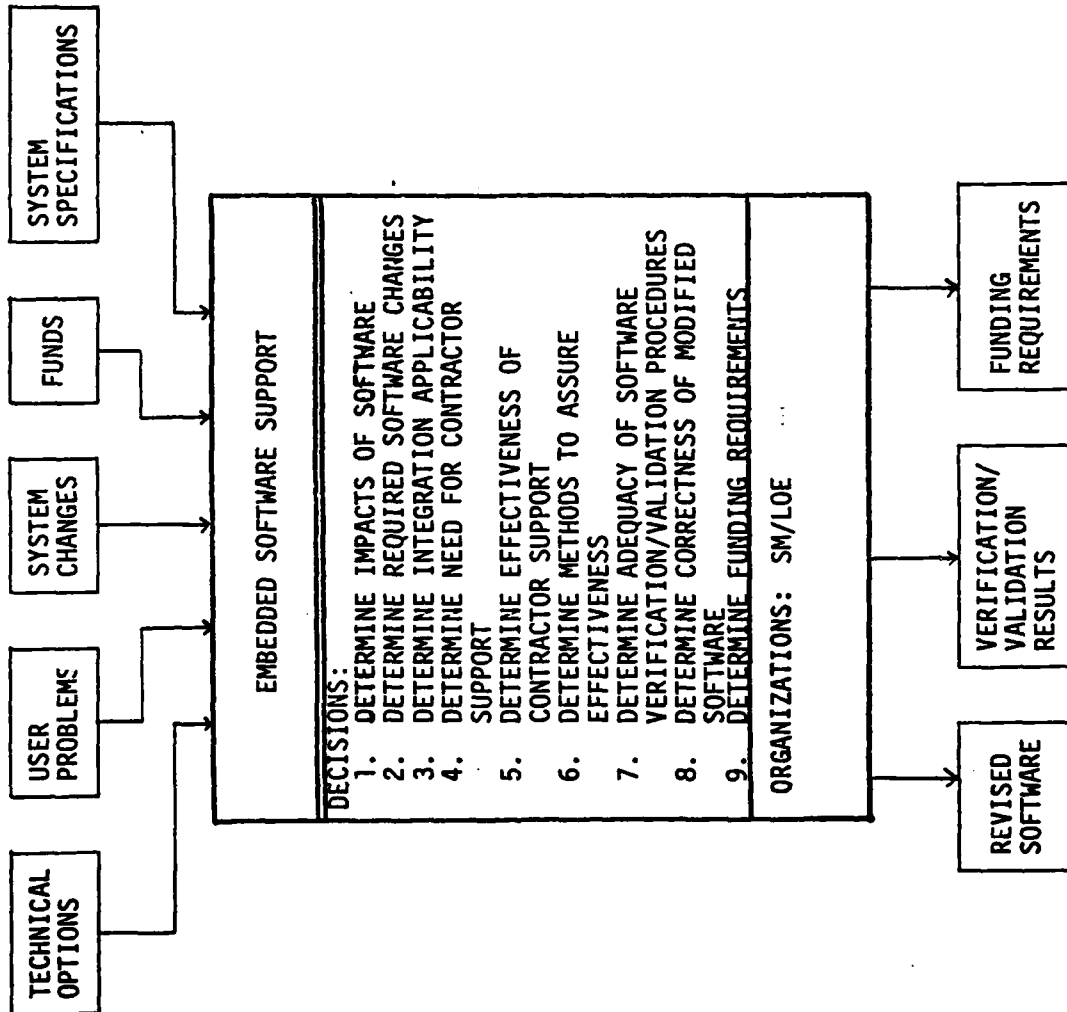 TECHNICAL
OPTIONS
USER
PROBLEMS
SYSTEM
CHANGES
FUNDS
SYSTEM
SPECIFICATIONS
EMBEDDED SOFTWARE SUPPORT
DECISIONS:
1. DETERMINE IMPACTS OF SOFTWARE
2. DETERMINE REQUIRED SOFTWARE CHANGES
3. DETERMINE INTEGRATION APPLICABILITY
4. DETERMINE NEED FOR CONTRACTOR
SUPPORT
5. DETERMINE EFFECTIVENESS OF
CONTRACTOR SUPPORT
6. DETERMINE METHODS TO ASSURE
EFFECTIVENESS
7. DETERMINE ADEQUACY OF SOFTWARE
VERIFICATION/VALIDATION PROCEDURES
8. DETERMINE CORRECTNESS OF MODIFIED
SOFTWARE
9. DETERMINE FUNDING REQUIREMENTS
ORGANIZATIONS: SM/LOE
REVISED
SOFTWARE
VERIFICATION/
VALIDATION
RESULTS
FUNDING
REQUIREMENTS